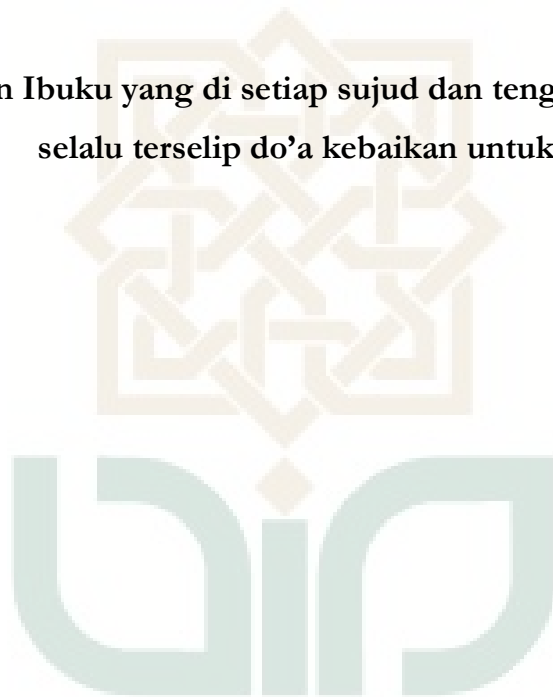 n Ibuku yang di setiap sujud dan teng
selalu terselip do’a kebaikan untuk